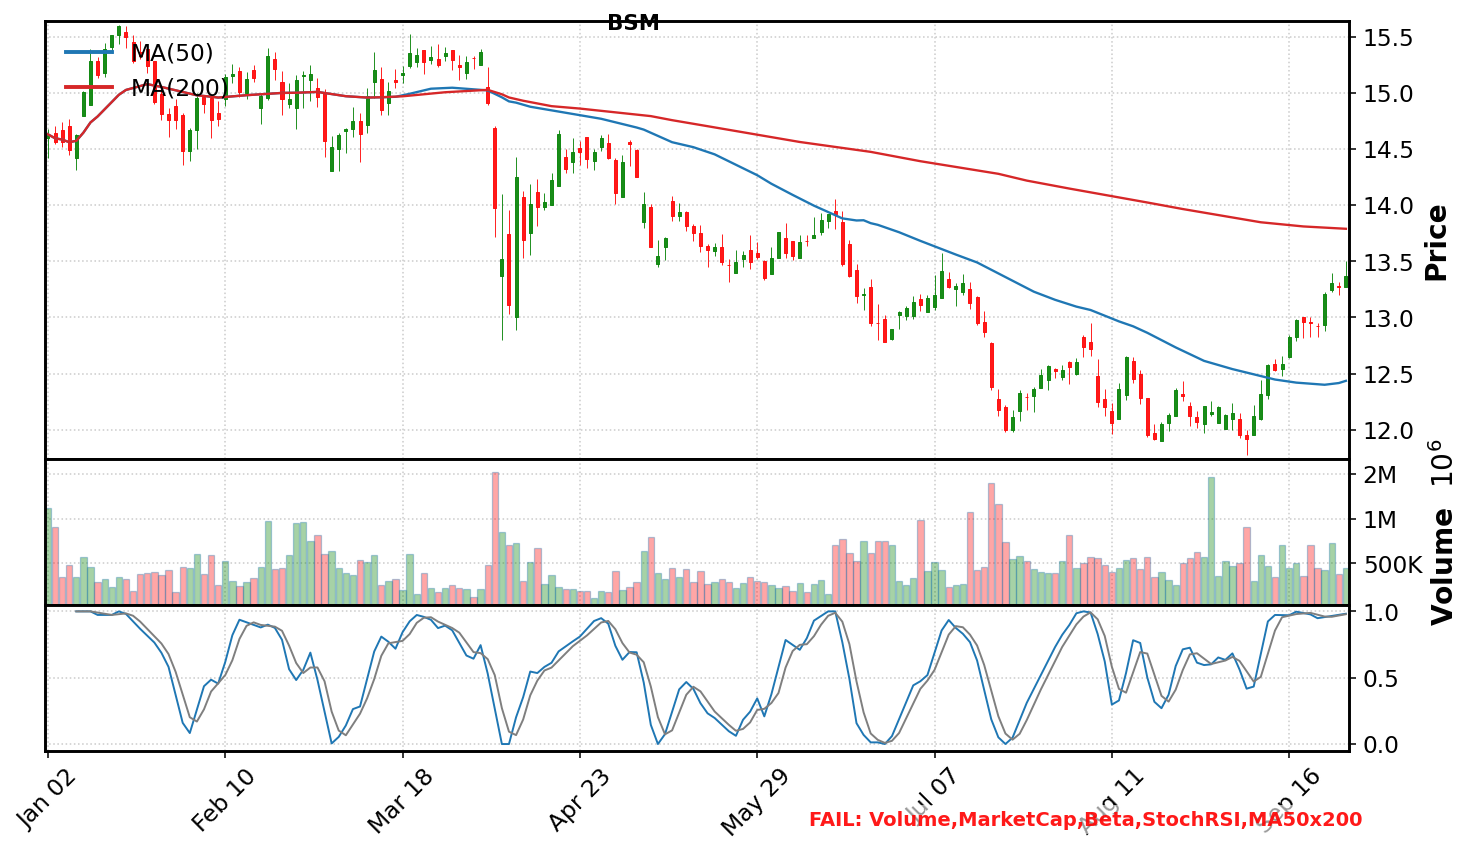 BSM
MA(50)
MA(200)
15.5
15.0
14.5
14.0
13.5
13.0
12.5
12.0
Price
2M
1M
500K
Volume 10⁶
1.0
0.5
0.0
Jan 02
Feb 10
Mar 18
Apr 23
May 29
Jul 07
Aug 11
Sep 16
FAIL: Volume,MarketCap,Beta,StochRSI,MA50x200